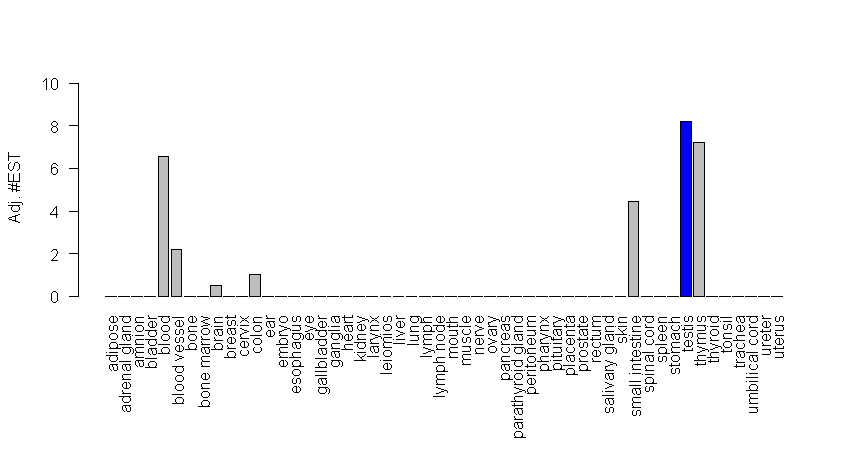 Adj. #EST
10
8
6
4
2
0
adipose
adrenal gland
amnion
bladder
blood
blood vessel
bone
bone marrow
brain
breast
cervix
colon
ear
embryo
esophagus
eye
gallbladder
ganglia
heart
kidney
larynx
leiomios
liver
lung
lymph
lymph node
mouth
muscle
nerve
ovary
pancreas
parathyroid gland
peritoneum
pharynx
pituitary
placenta
prostate
rectum
salivary gland
skin
small intestine
spinal cord
spleen
stomach
testis
thymus
thyroid
tonsil
trachea
umbilical cord
ureter
uterus